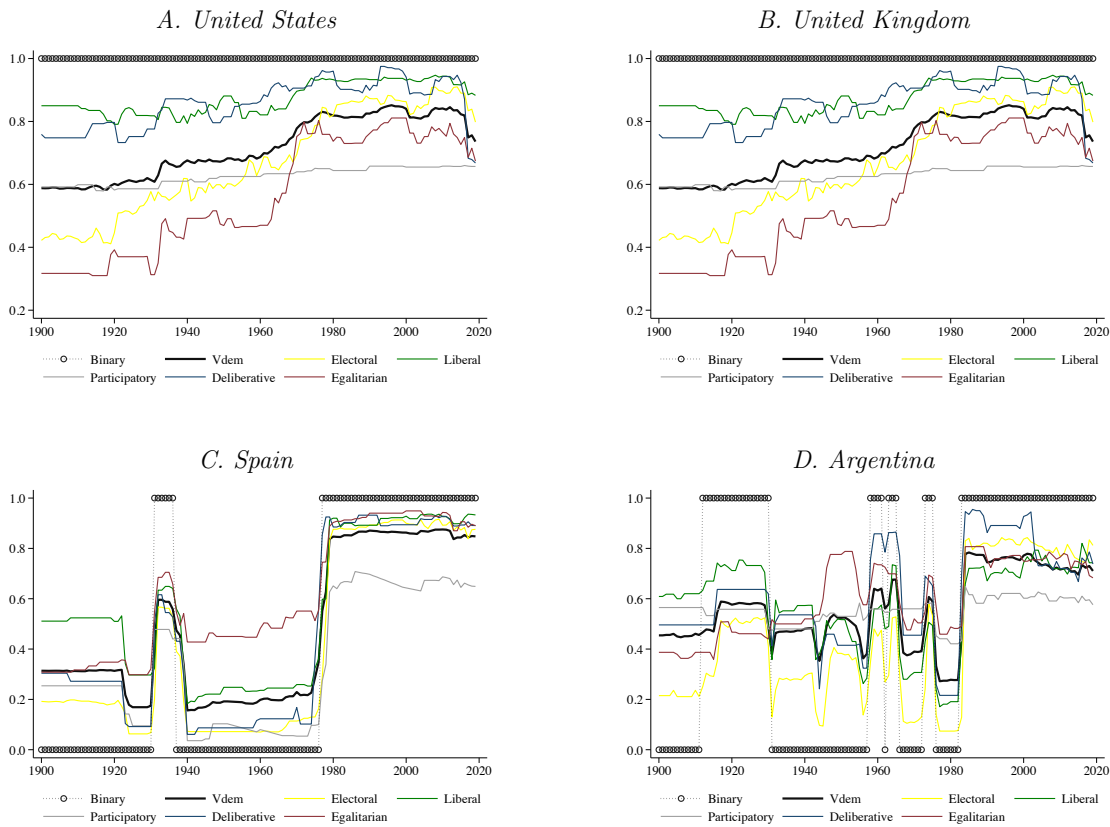 A. United States
1.0
0.8
0.6
0.4
0.2
1900 1920 1940 1960 1980 2000 2020
Binary Vdem Electoral Liberal
Participatory Deliberative Egalitarian
B. United Kingdom
1.0
0.8
0.6
0.4
0.2
1900 1920 1940 1960 1980 2000 2020
Binary Vdem Electoral Liberal
Participatory Deliberative Egalitarian
C. Spain
1.0
0.8
0.6
0.4
0.2
0.0
1900 1920 1940 1960 1980 2000 2020
Binary Vdem Electoral Liberal
Participatory Deliberative Egalitarian
D. Argentina
1.0
0.8
0.6
0.4
0.2
0.0
1900 1920 1940 1960 1980 2000 2020
Binary Vdem Electoral Liberal
Participatory Deliberative Egalitarian